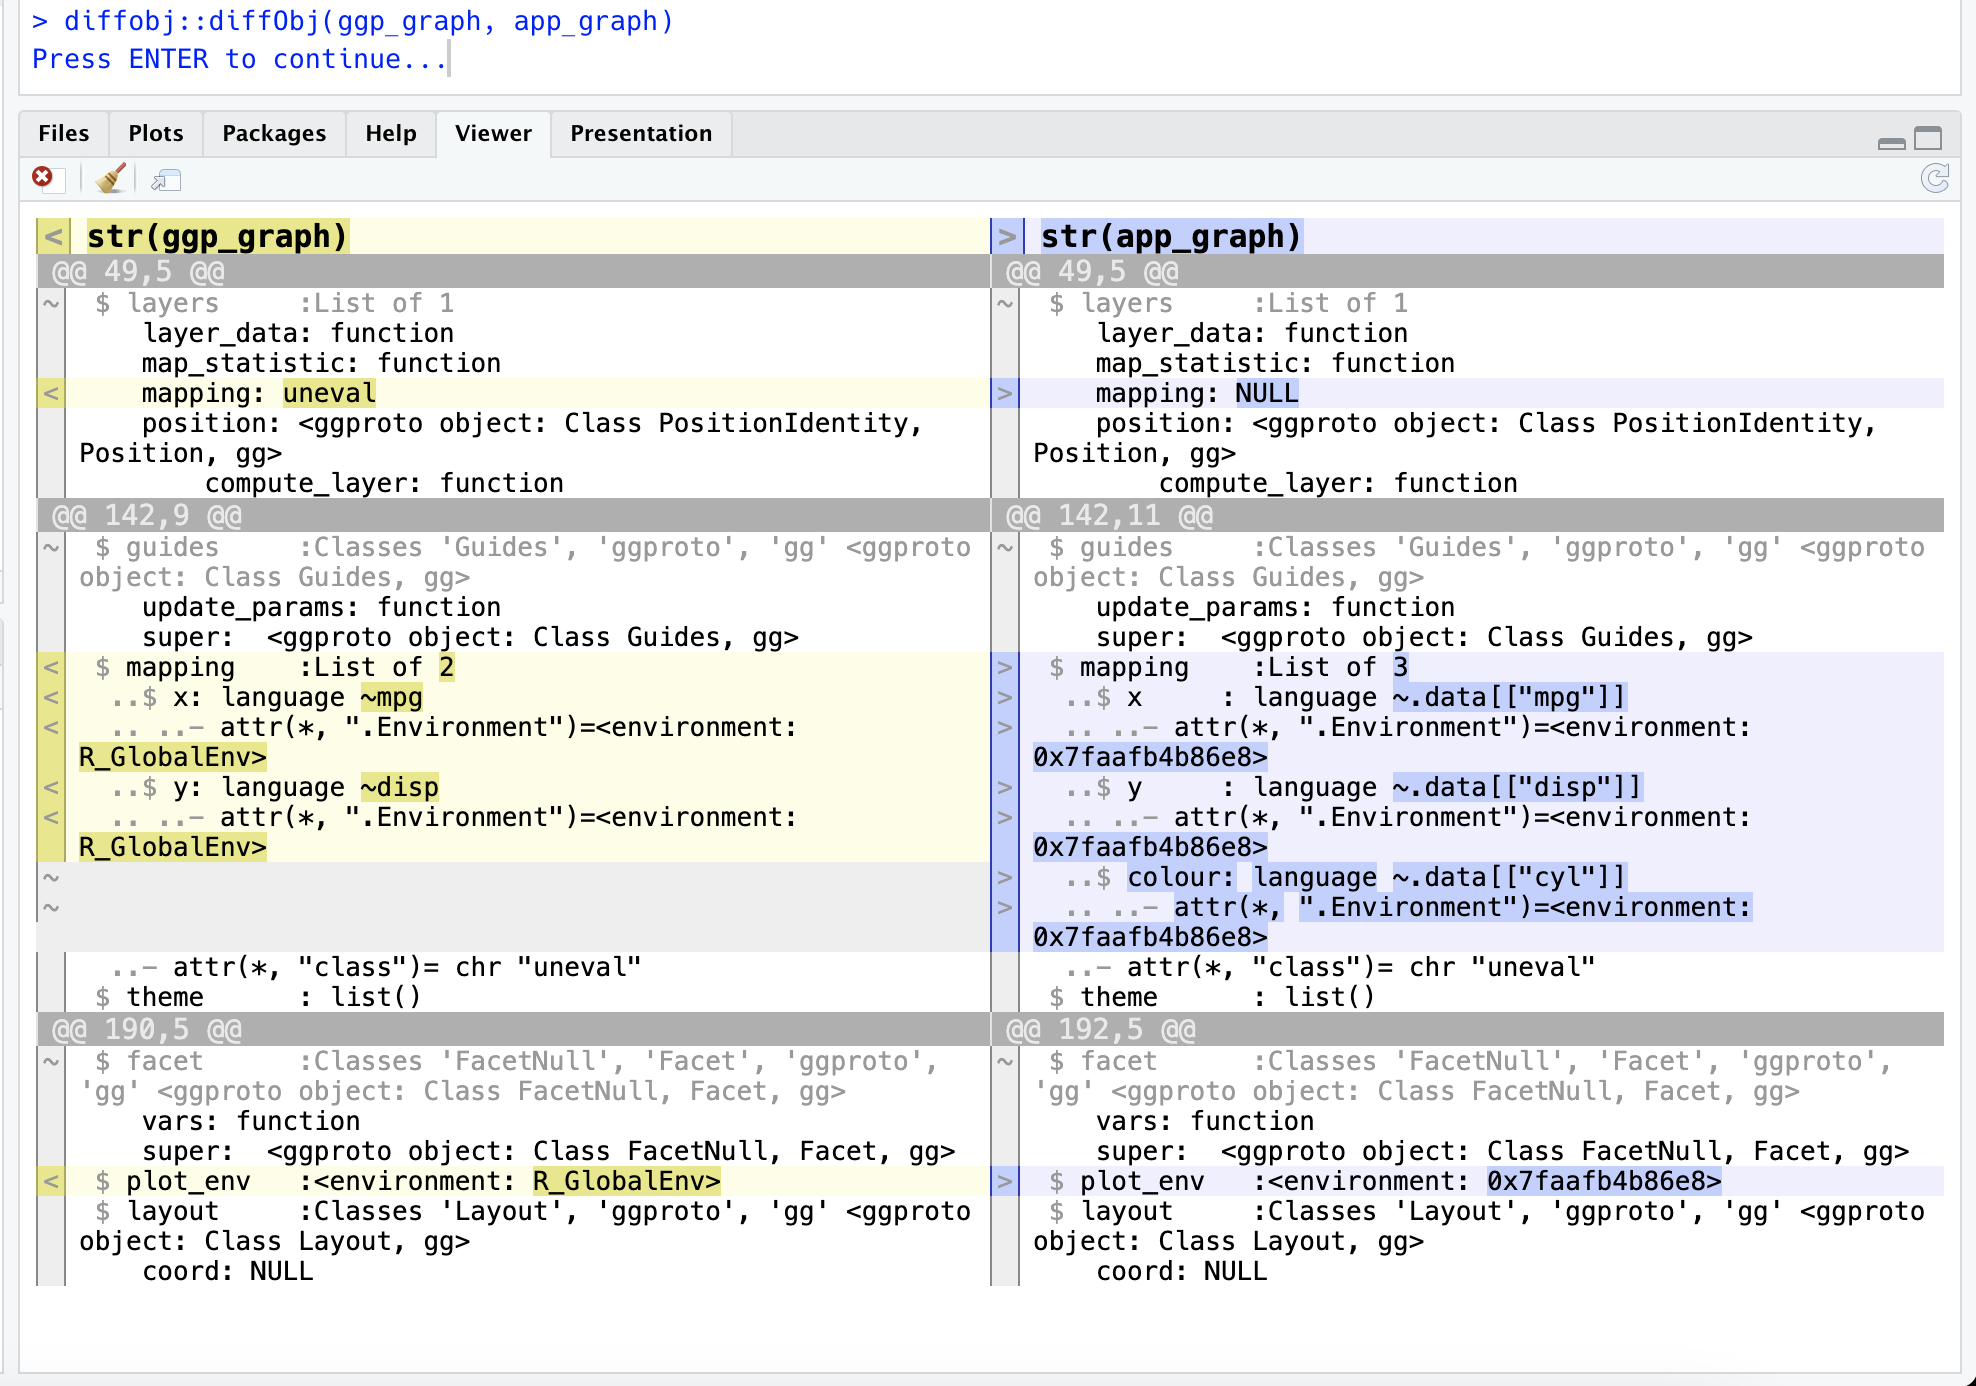 > diffobj::diffObj(ggp_graph, app_graph)
Press ENTER to continue...
Files Plots Packages Help Viewer Presentation
< str(ggp_graph)
@@ 49,5 @@
~ $ layers     :List of 1
    layer_data: function
    map_statistic: function
< mapping: uneval
    position: <ggproto object: Class PositionIdentity,
Position, gg>
        compute_layer: function
@@ 142,9 @@
~ $ guides     :Classes 'Guides', 'ggproto', 'gg' <ggproto
object: Class Guides, gg>
    update_params: function
    super:  <ggproto object: Class Guides, gg>
< $ mapping    :List of 2
< ..$ x: language ~mpg
< .. ..- attr(*, ".Environment")=<environment:
R_GlobalEnv>
< ..$ y: language ~disp
< .. ..- attr(*, ".Environment")=<environment:
R_GlobalEnv>
~
~
 ..- attr(*, "class")= chr "uneval"
 $ theme      : list()
@@ 190,5 @@
~ $ facet      :Classes 'FacetNull', 'Facet', 'ggproto',
'gg' <ggproto object: Class FacetNull, Facet, gg>
    vars: function
    super:  <ggproto object: Class FacetNull, Facet, gg>
< $ plot_env   :<environment: R_GlobalEnv>
 $ layout     :Classes 'Layout', 'ggproto', 'gg' <ggproto
object: Class Layout, gg>
    coord: NULL
> str(app_graph)
@@ 49,5 @@
~ $ layers     :List of 1
    layer_data: function
    map_statistic: function
> mapping: NULL
    position: <ggproto object: Class PositionIdentity,
Position, gg>
        compute_layer: function
@@ 142,11 @@
~ $ guides     :Classes 'Guides', 'ggproto', 'gg' <ggproto
object: Class Guides, gg>
    update_params: function
    super:  <ggproto object: Class Guides, gg>
> $ mapping    :List of 3
> ..$ x     : language ~.data[["mpg"]]
> .. ..- attr(*, ".Environment")=<environment:
0x7faafb4b86e8>
> ..$ y     : language ~.data[["disp"]]
> .. ..- attr(*, ".Environment")=<environment:
0x7faafb4b86e8>
> ..$ colour: language ~.data[["cyl"]]
> .. ..- attr(*, ".Environment")=<environment:
0x7faafb4b86e8>
 ..- attr(*, "class")= chr "uneval"
 $ theme      : list()
@@ 192,5 @@
~ $ facet      :Classes 'FacetNull', 'Facet', 'ggproto',
'gg' <ggproto object: Class FacetNull, Facet, gg>
    vars: function
    super:  <ggproto object: Class FacetNull, Facet, gg>
> $ plot_env   :<environment: 0x7faafb4b86e8>
 $ layout     :Classes 'Layout', 'ggproto', 'gg' <ggproto
object: Class Layout, gg>
    coord: NULL